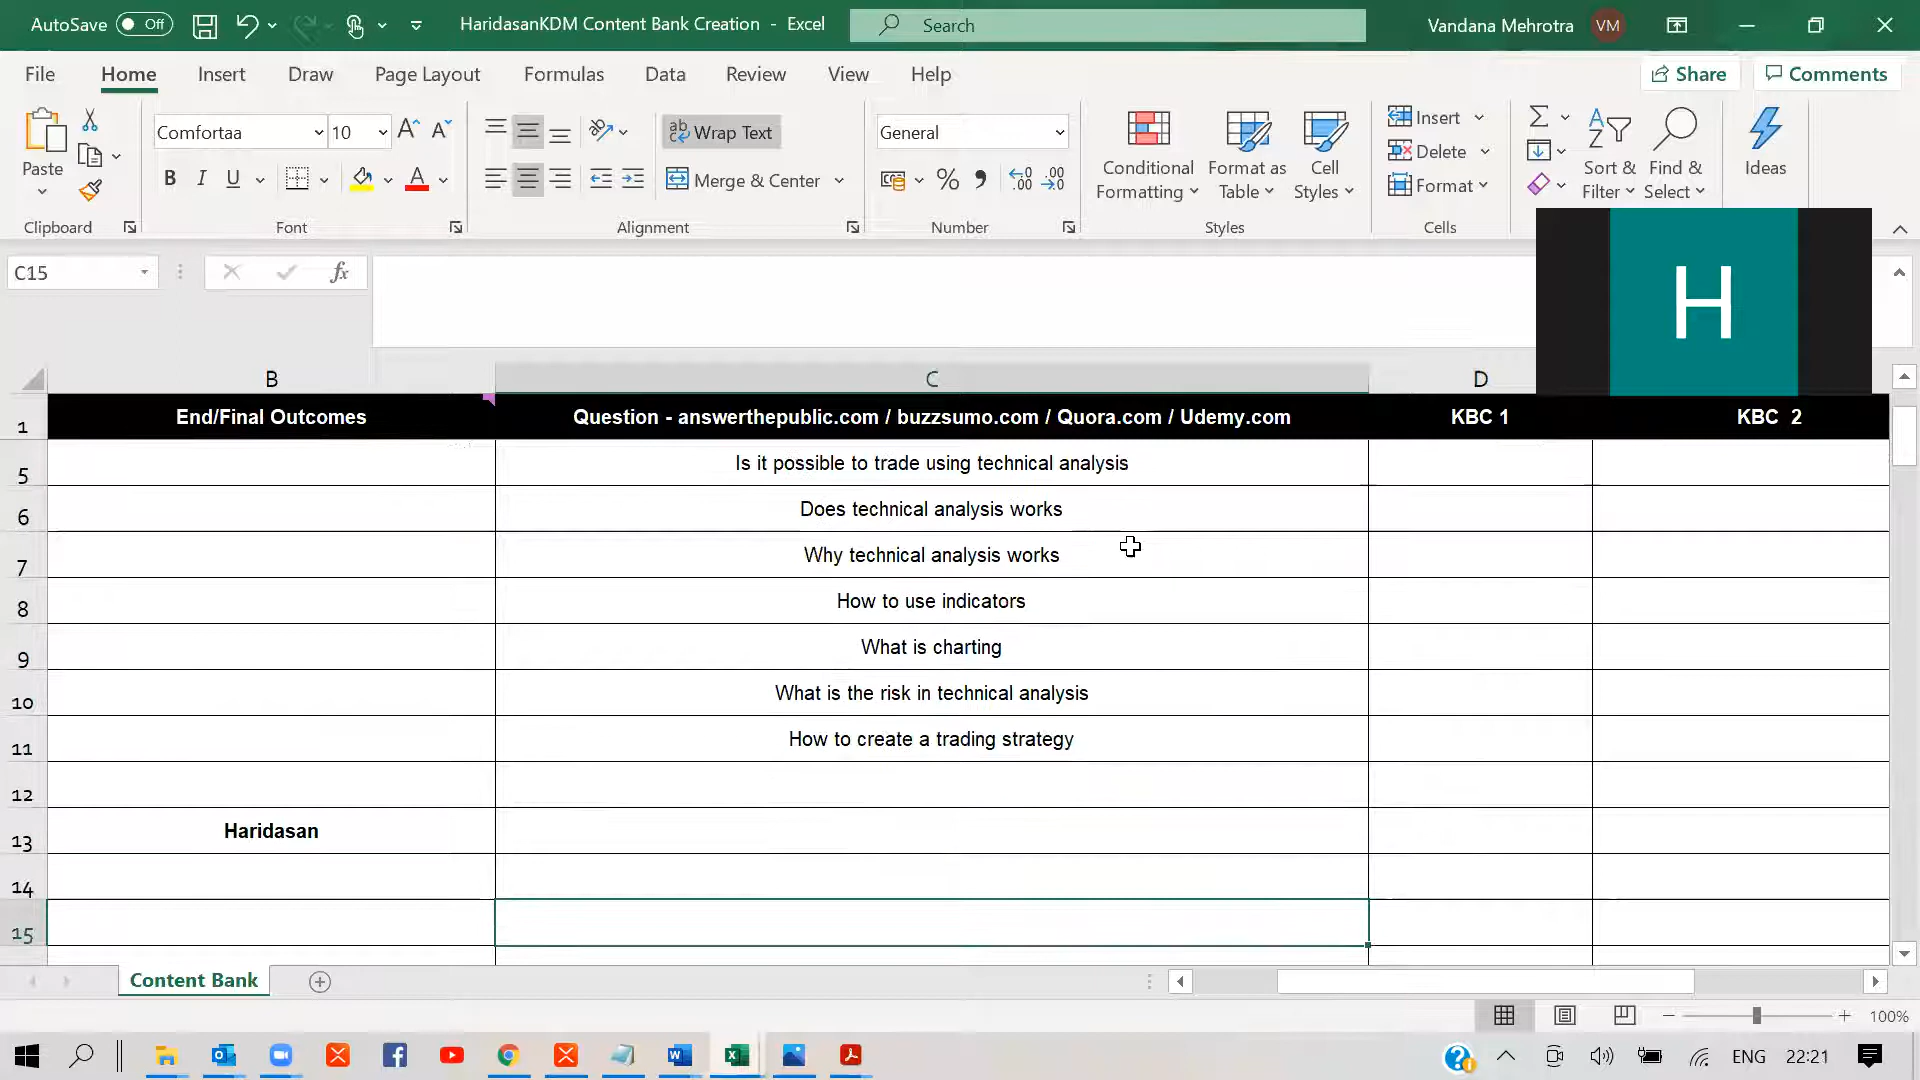 AutoSave Off
HaridasanKDM Content Bank Creation - Excel
Search
Vandana Mehrotra VM
File Home Insert Draw Page Layout Formulas Data Review View Help
Share Comments
Paste
Clipboard
Comfortaa 10
B I U
Font
Wrap Text
Merge & Center
Alignment
General
Number
Conditional Formatting
Format as Table
Cell Styles
Styles
Insert
Delete
Format
Cells
Sort & Filter
Find & Select
Ideas
H
C15 fx
B C D
1 End/Final Outcomes Question - answerthepublic.com / buzzsumo.com / Quora.com / Udemy.com KBC 1 KBC 2
5 Is it possible to trade using technical analysis
6 Does technical analysis works
7 Why technical analysis works
8 How to use indicators
9 What is charting
10 What is the risk in technical analysis
11 How to create a trading strategy
12
13 Haridasan
14
15
Content Bank
100%
ENG 22:21